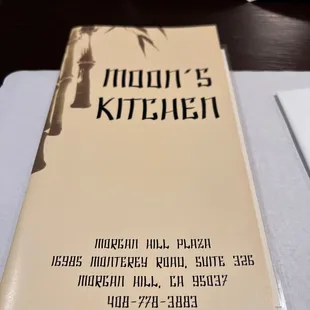 MOON'S
KITCHEN
MORGAN HILL PLAZA
16985 MONTEREY ROAD, SUITE 326
MORGAN HILL, CA 95037
408-778-3883